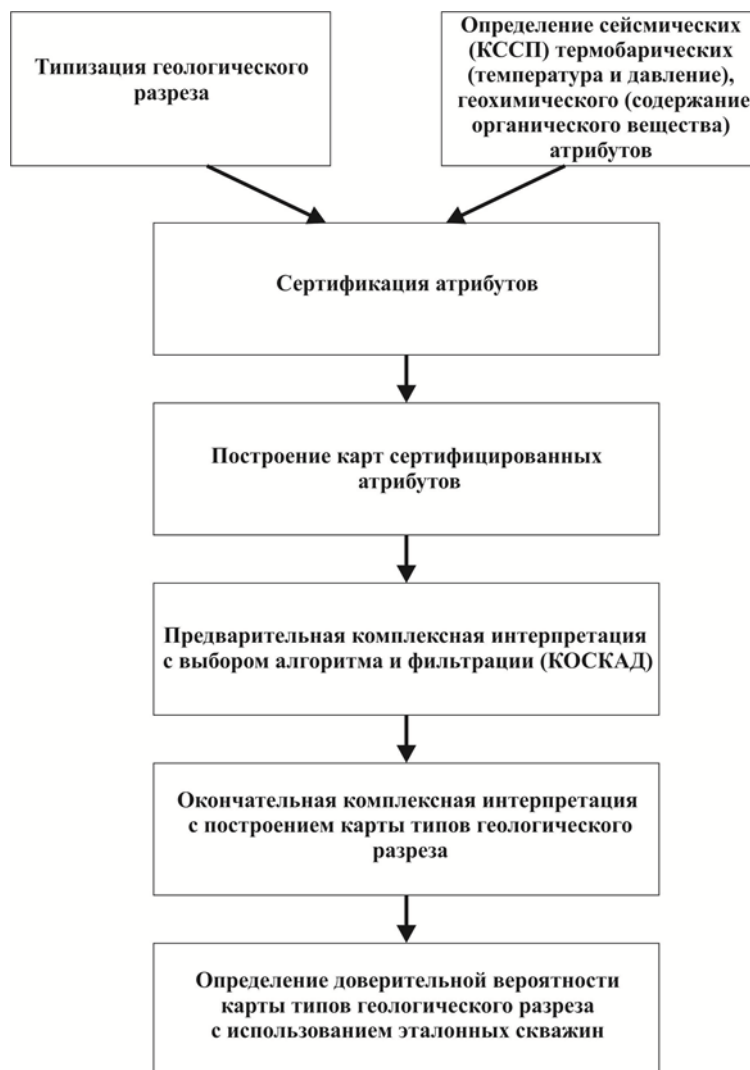 Типизация геологического
разреза
Определение сейсмических
(КССП) термобарических
(температура и давление),
геохимического (содержание
органического вещества)
атрибутов
Сертификация атрибутов
Построение карт сертифицированных
атрибутов
Предварительная комплексная интерпретация
с выбором алгоритма и фильтрации (КОСКАД)
Окончательная комплексная интерпретация
с построением карты типов геологического
разреза
Определение доверительной вероятности
карты типов геологического разреза
с использованием эталонных скважин